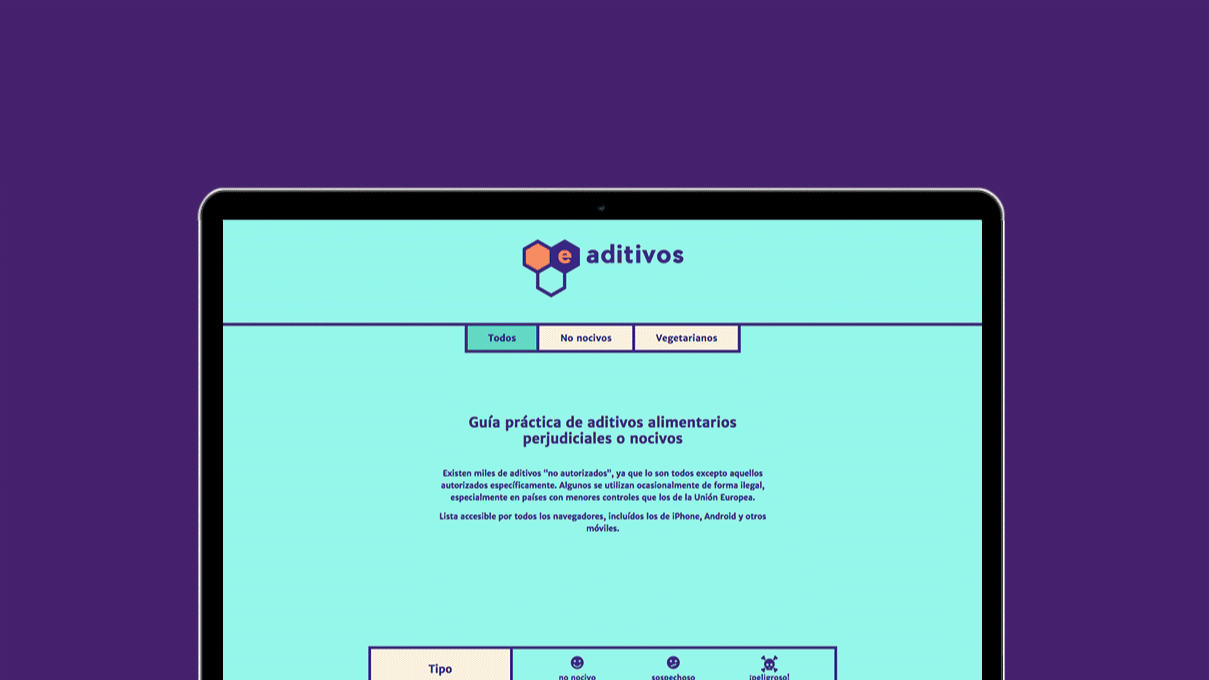 e aditivos
Todos No nocivos Vegetarianos
Guía práctica de aditivos alimentarios
perjudiciales o nocivos
Existen miles de aditivos "no autorizados", ya que lo son todos excepto aquellos
autorizados específicamente. Algunos se utilizan ocasionalmente de forma ilegal,
especialmente en países con menores controles que los de la Unión Europea.
Lista accesible por todos los navegadores, incluídos los de iPhone, Android y otros
móviles.
Tipo no nocivo sospechoso ¡peligroso!